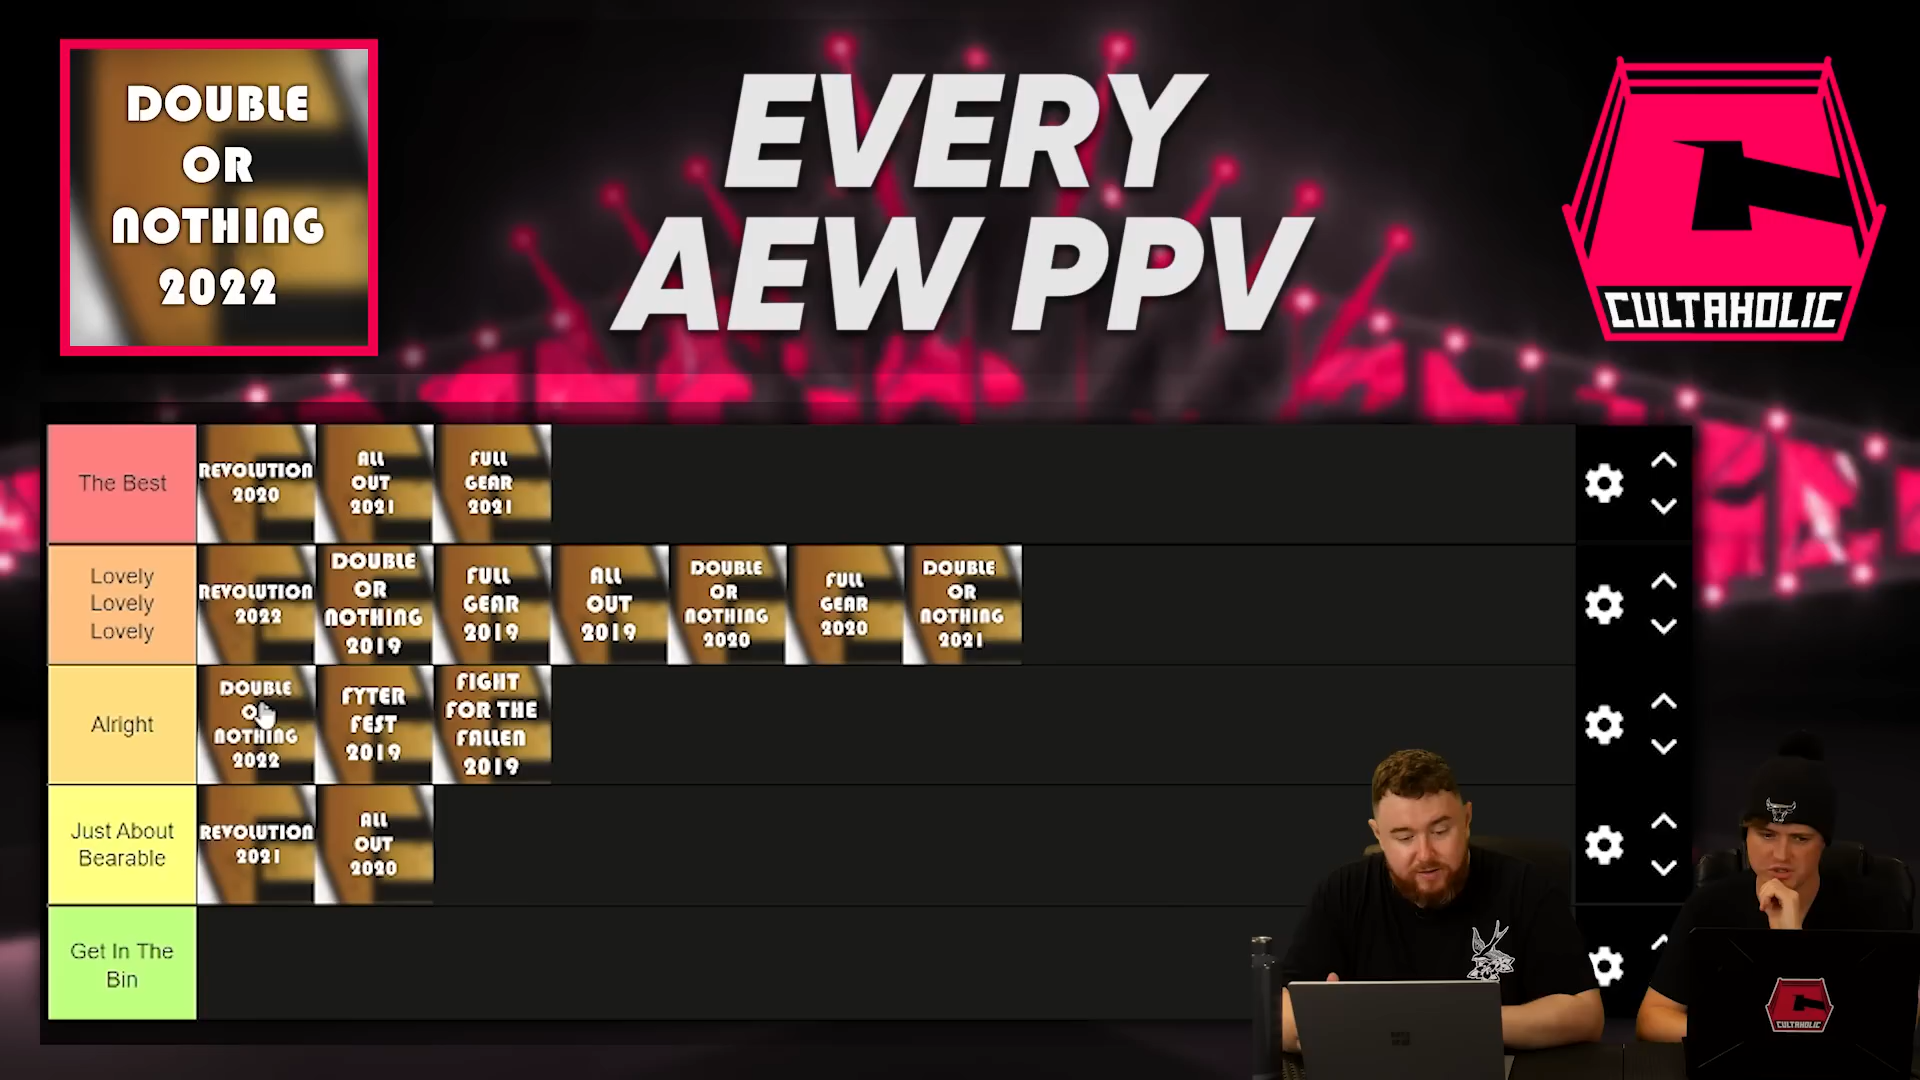 DOUBLE
OR
NOTHING
2022
EVERY
AEW PPV
CULTAHOLIC
The Best
REVOLUTION
2020
ALL
OUT
2021
FULL
GEAR
2021
Lovely
Lovely
Lovely
REVOLUTION
2022
DOUBLE
OR
NOTHING
2019
FULL
GEAR
2019
ALL
OUT
2019
DOUBLE
OR
NOTHING
2020
FULL
GEAR
2020
DOUBLE
OR
NOTHING
2021
Alright
DOUBLE
OR
NOTHING
2022
FYTER
FEST
2019
FIGHT
FOR THE
FALLEN
2019
Just About
Bearable
REVOLUTION
2021
ALL
OUT
2020
Get In The
Bin
CULTAHOLIC